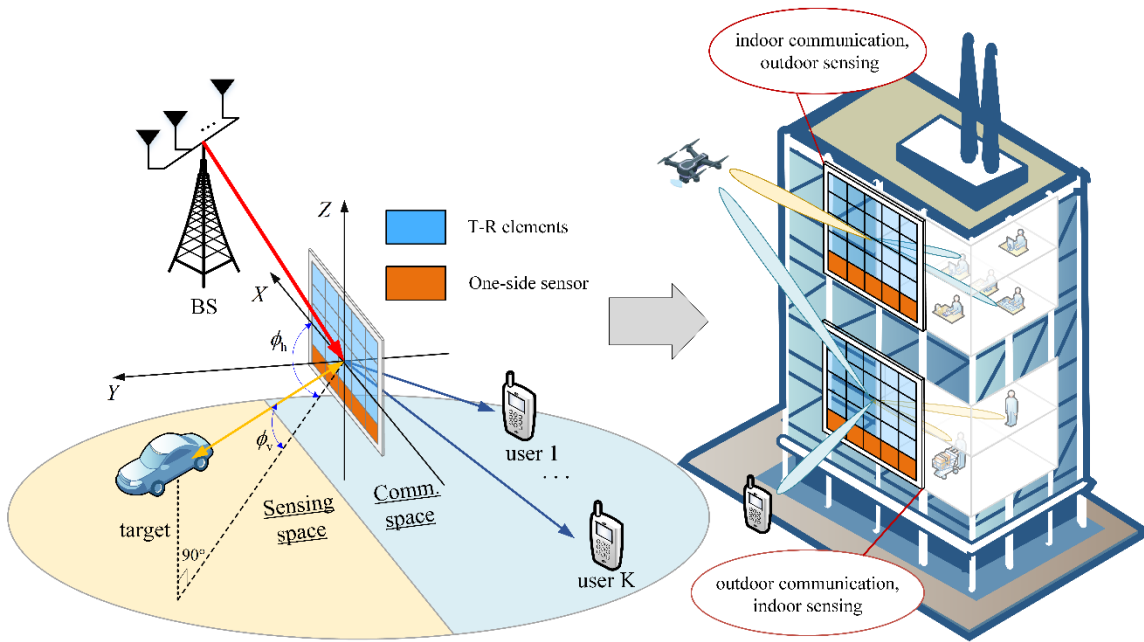 indoor communication,
outdoor sensing
BS
Z
X
Y
T-R elements
One-side sensor
ϕh
ϕv
user 1
...
user K
target
90°
Sensing
space
Comm.
space
outdoor communication,
indoor sensing